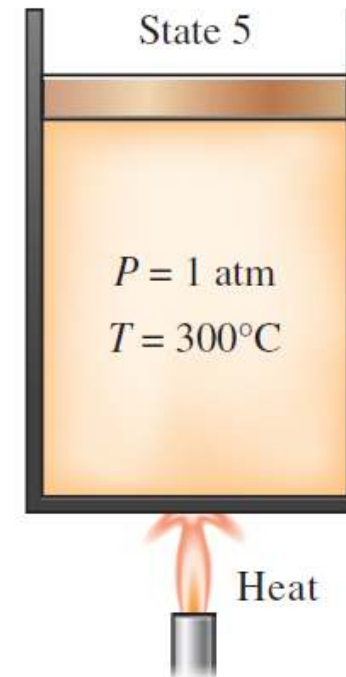 State 5
P = 1 atm
T = 300°C
Heat